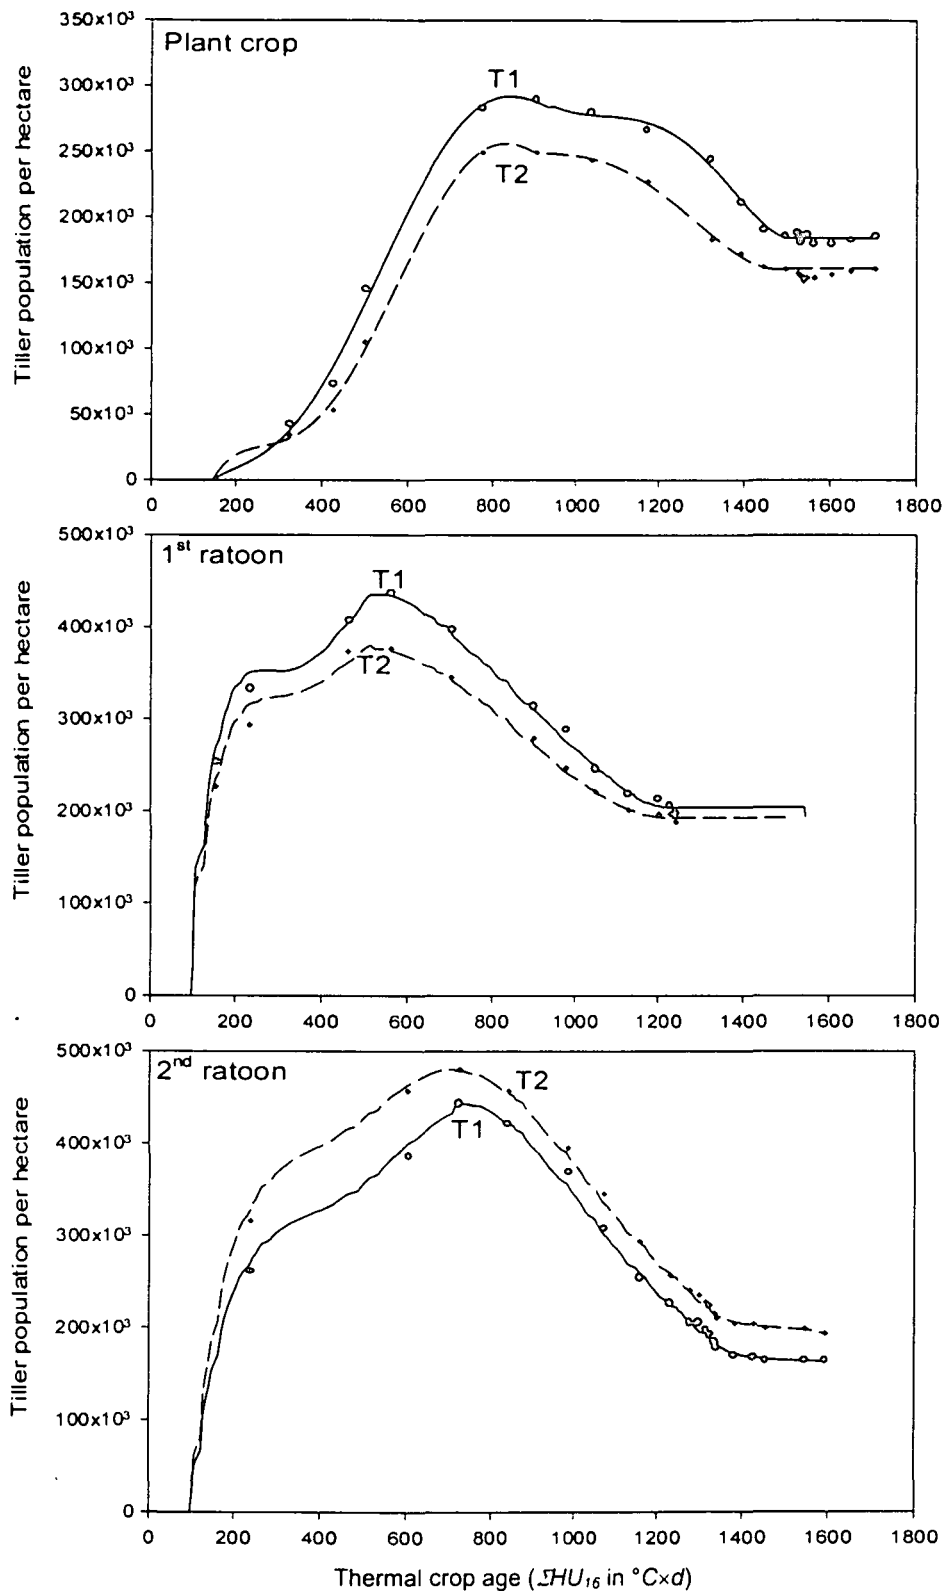 Plant crop
Tiller population per hectare
350x10³
300x10³
250x10³
200x10³
150x10³
100x10³
50x10³
0
T1
T2
0 200 400 600 800 1000 1200 1400 1600 1800
1st ratoon
Tiller population per hectare
500x10³
400x10³
300x10³
200x10³
100x10³
0
T1
T2
0 200 400 600 800 1000 1200 1400 1600 1800
2nd ratoon
Tiller population per hectare
500x10³
400x10³
300x10³
200x10³
100x10³
0
T2
T1
0 200 400 600 800 1000 1200 1400 1600 1800
Thermal crop age (ΣHU₁₆ in °C×d)